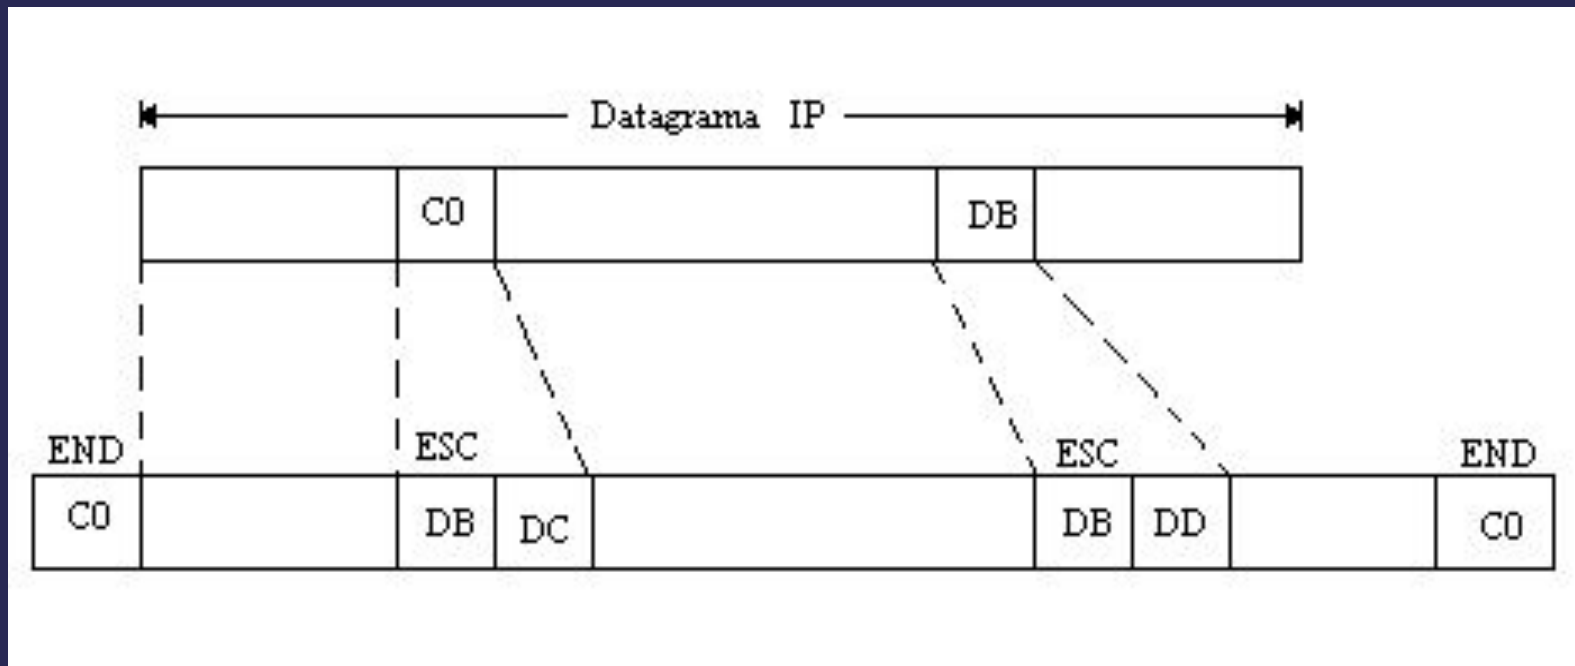 Datagrama IP
C0 DB
END ESC ESC END
C0 DB DC DB DD C0